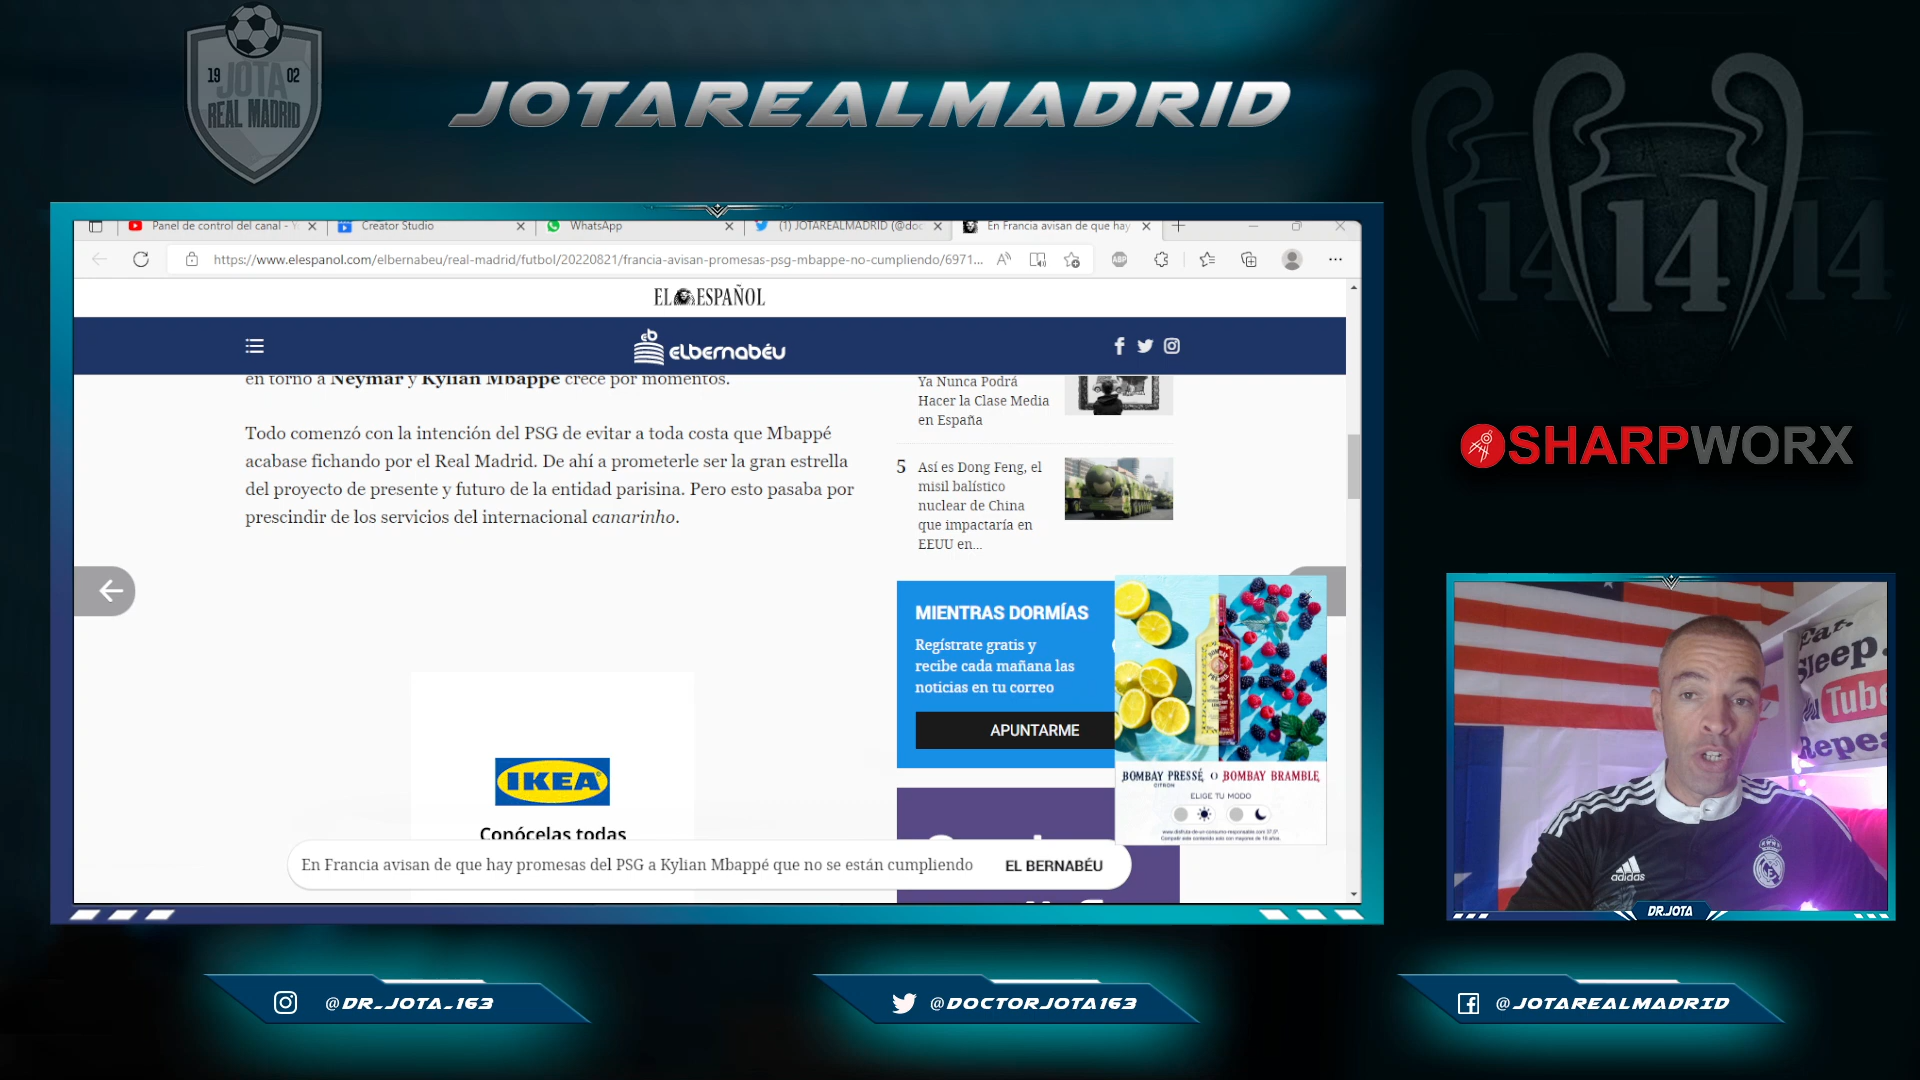 19 02
JOTA
REAL MADRID
JOTAREALMADRID
14 14 14
Panel de control del canal - Y
Creator Studio
WhatsApp
(1) JOTAREALMADRID (@doc
En Francia avisan de que hay
https://www.elespanol.com/elbernabeu/real-madrid/futbol/20220821/francia-avisan-promesas-psg-mbappe-no-cumpliendo/6971...
ABP
EL ESPAÑOL
eb elbernabéu
en torno a Neymar y Kylian Mbappé crece por momentos.
Todo comenzó con la intención del PSG de evitar a toda costa que Mbappé
acabase fichando por el Real Madrid. De ahí a prometerle ser la gran estrella
del proyecto de presente y futuro de la entidad parisina. Pero esto pasaba por
prescindir de los servicios del internacional canarinho.
Ya Nunca Podrá
Hacer la Clase Media
en España
5 Así es Dong Feng, el
misil balístico
nuclear de China
que impactaría en
EEUU en...
MIENTRAS DORMÍAS
Regístrate gratis y
recibe cada mañana las
noticias en tu correo
APUNTARME
BOMBAY PRESSÉ O BOMBAY BRAMBLE
CITRON
ELIGE TU MODO
IKEA
Conócelas todas
En Francia avisan de que hay promesas del PSG a Kylian Mbappé que no se están cumpliendo
EL BERNABÉU
SHARPWORX
Eat.
Sleep.
You Tube
Repea
adidas
DR.JOTA
@DR_JOTA_163
@DOCTORJOTA163
@JOTAREALMADRID